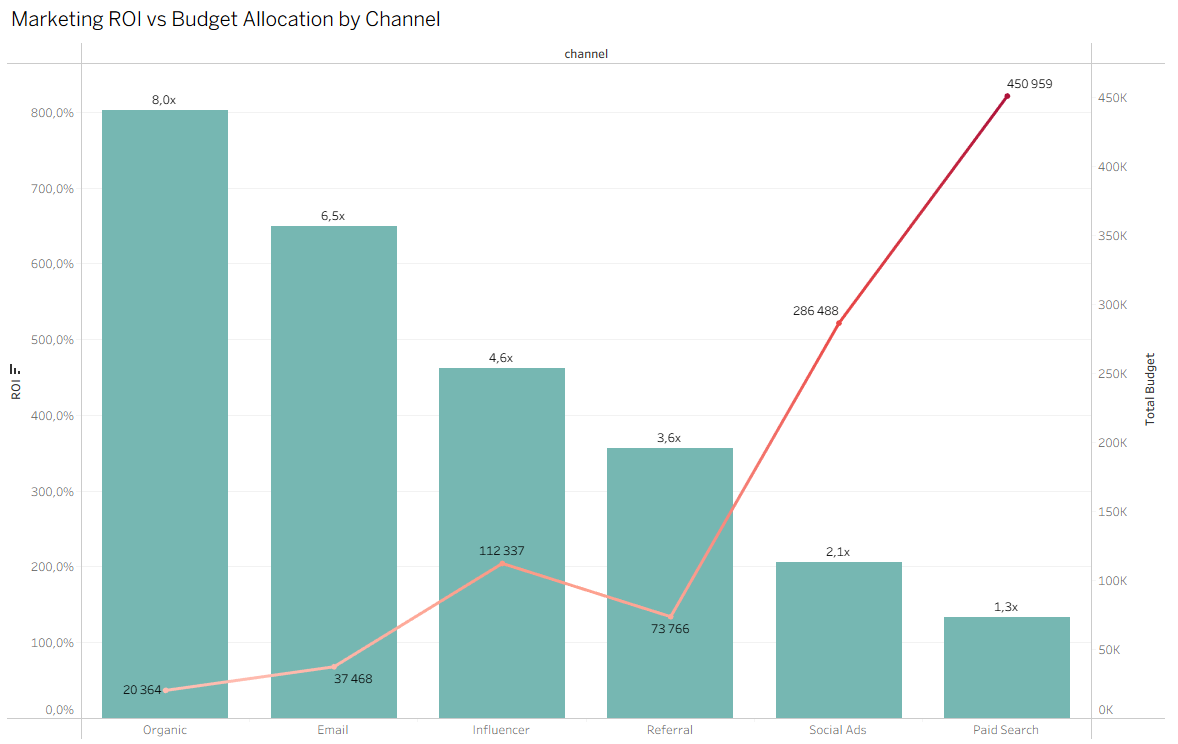 Marketing ROI vs Budget Allocation by Channel
channel
8,0x
6,5x
4,6x
3,6x
2,1x
1,3x
20 364
37 468
112 337
73 766
286 488
450 959
ROI
800,0%
700,0%
600,0%
500,0%
400,0%
300,0%
200,0%
100,0%
0,0%
Total Budget
450K
400K
350K
300K
250K
200K
150K
100K
50K
0K
Organic
Email
Influencer
Referral
Social Ads
Paid Search